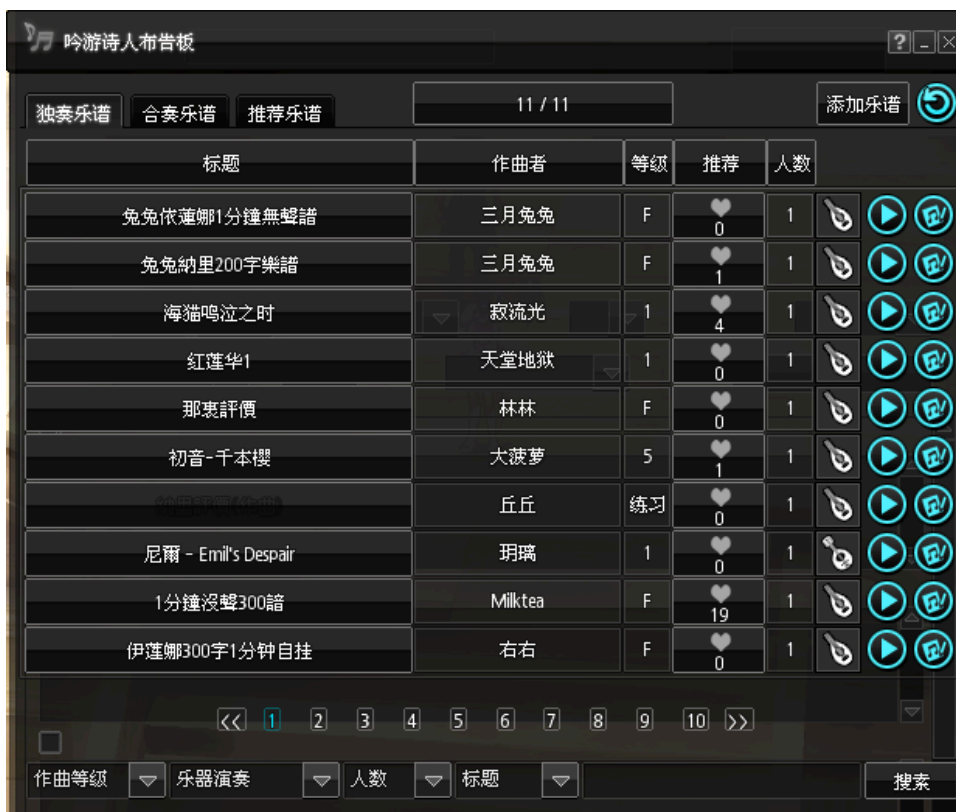 吟游诗人布告板
独奏乐谱 合奏乐谱 推荐乐谱 11 / 11 添加乐谱
标题 作曲者 等级 推荐 人数
兔兔依蓮娜1分鐘無聲譜 三月兔兔 F 0 1
兔兔納里200字樂譜 三月兔兔 F 1 1
海猫鸣泣之时 寂流光 1 4 1
红莲华1 天堂地狱 1 0 1
那裏評價 林林 F 0 1
初音-千本櫻 大菠萝 5 1 1
丘丘 练习 0 1
尼爾 - Emil's Despair 玥璃 1 0 1
1分鐘沒聲300譜 Milktea F 19 1
伊蓮娜300字1分钟自挂 右右 F 0 1
<< 1 2 3 4 5 6 7 8 9 10 >>
作曲等级 乐器演奏 人数 标题 搜索